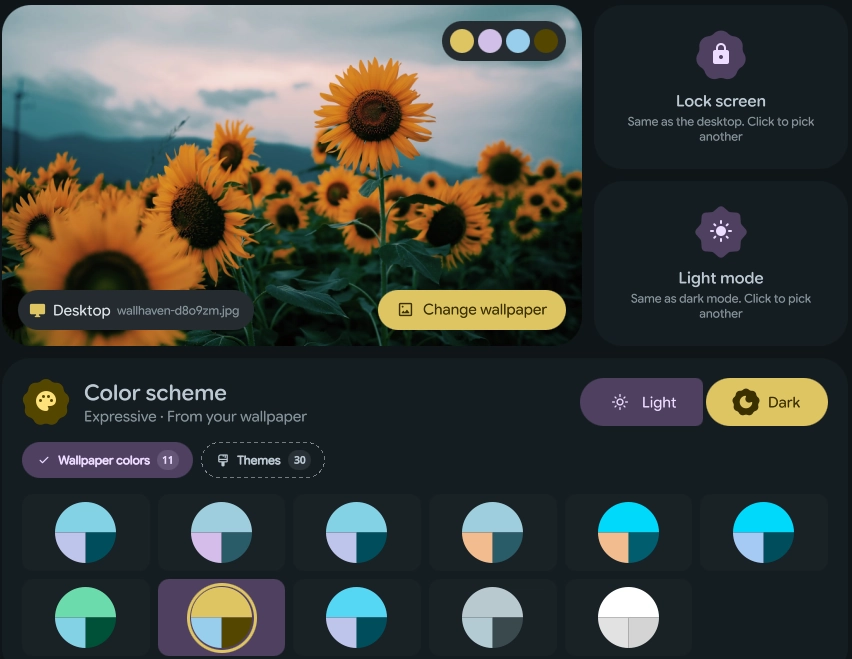 Lock screen
Same as the desktop. Click to pick
another
Light mode
Same as dark mode. Click to pick
another
Desktop wallhaven-d8o9zm.jpg
Change wallpaper
Color scheme
Expressive · From your wallpaper
Light
Dark
Wallpaper colors 11
Themes 30